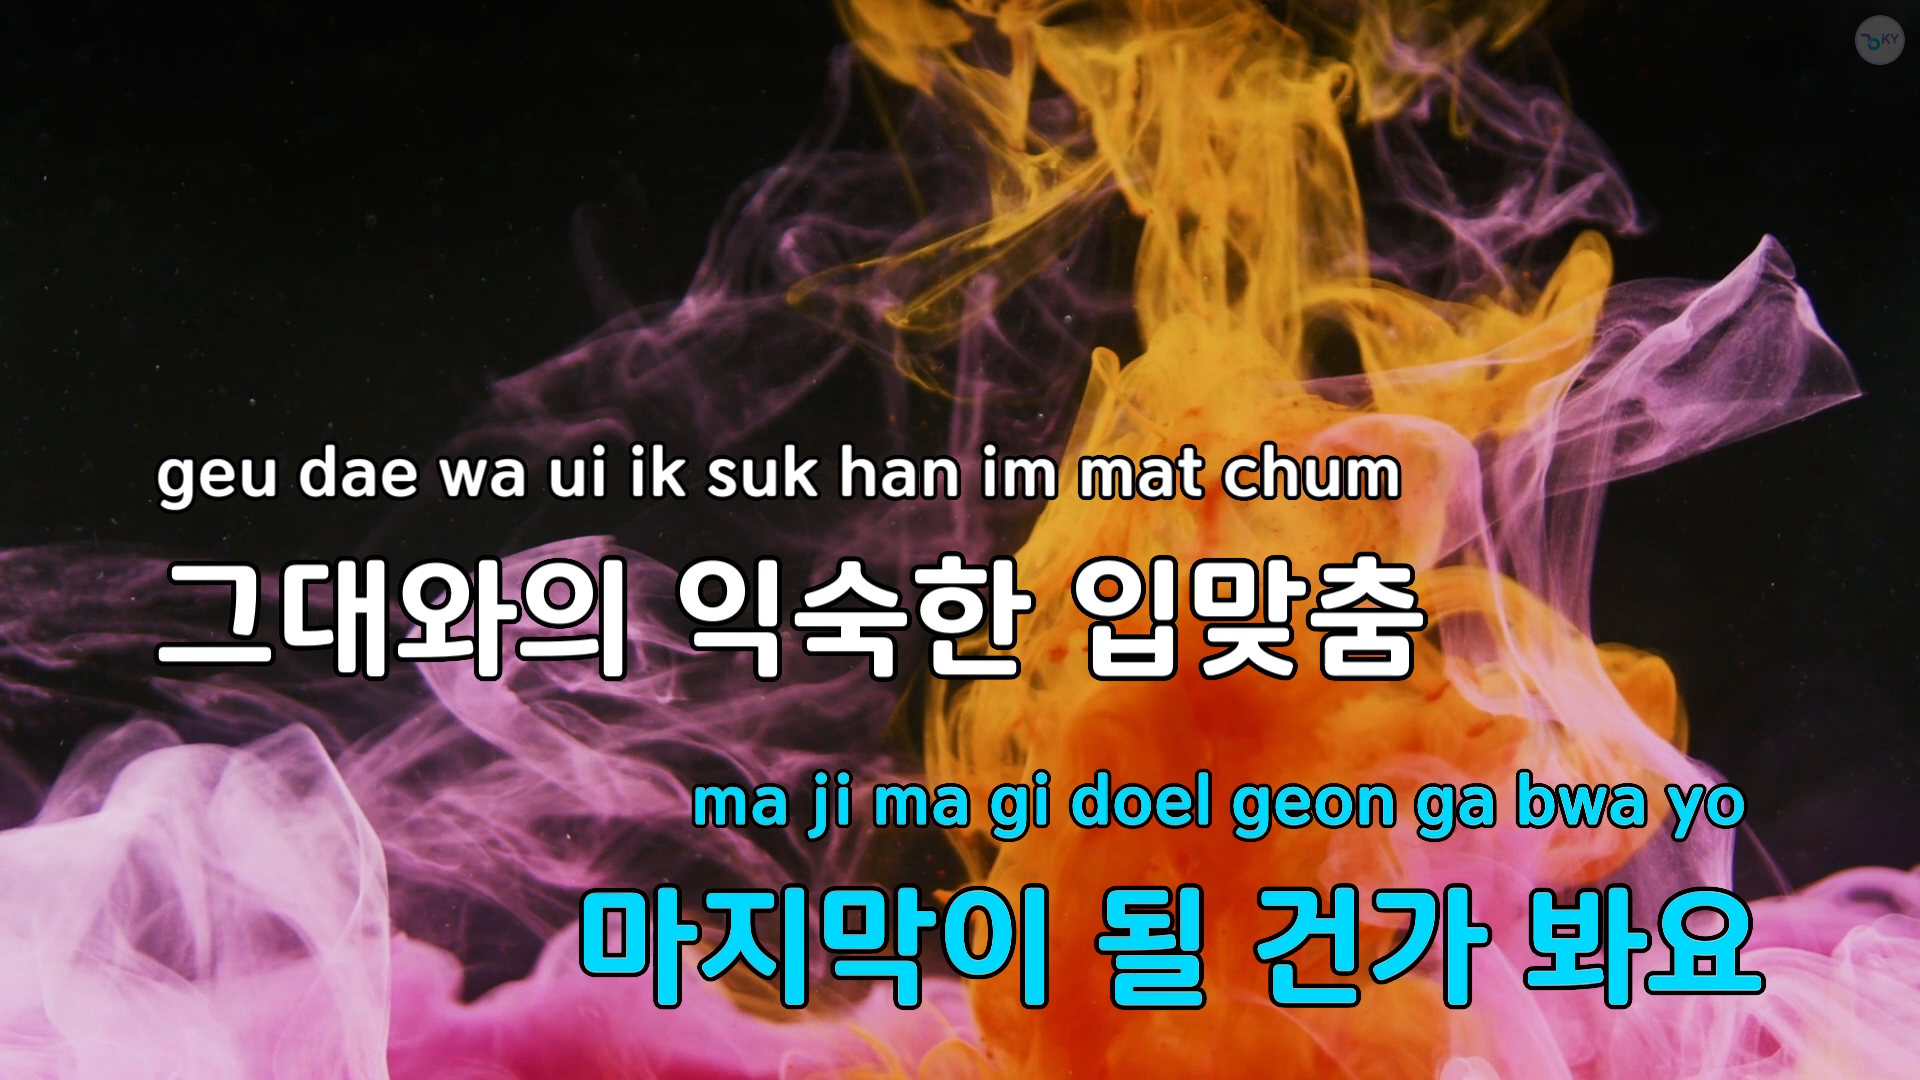 KY
geu dae wa ui ik suk han im mat chum
그대와의 익숙한 입맞춤
ma ji ma gi doel geon ga bwa yo
마지막이 될 건가 봐요